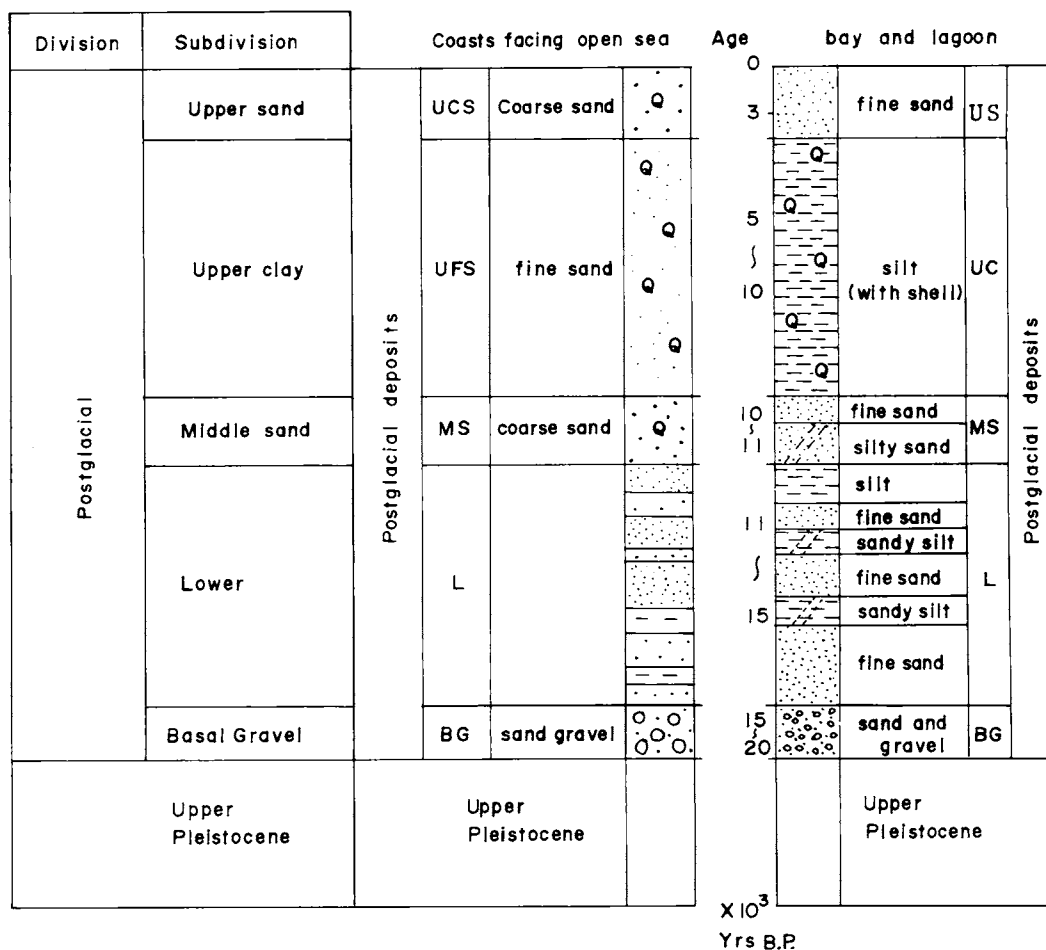 Division
Subdivision
Coasts facing open sea
Age
bay and lagoon
Postglacial
Upper sand
Postglacial deposits
UCS
Coarse sand
0
3
fine sand
US
Postglacial deposits
Upper clay
UFS
fine sand
5
~
10
silt
(with shell)
UC
Middle sand
MS
coarse sand
10
~
11
fine sand
silty sand
MS
Lower
L
11
~
15
silt
fine sand
sandy silt
fine sand
sandy silt
fine sand
L
Basal Gravel
BG
sand gravel
15
~
20
sand and
gravel
BG
Upper
Pleistocene
Upper
Pleistocene
Upper
Pleistocene
X10³
Yrs B.P.